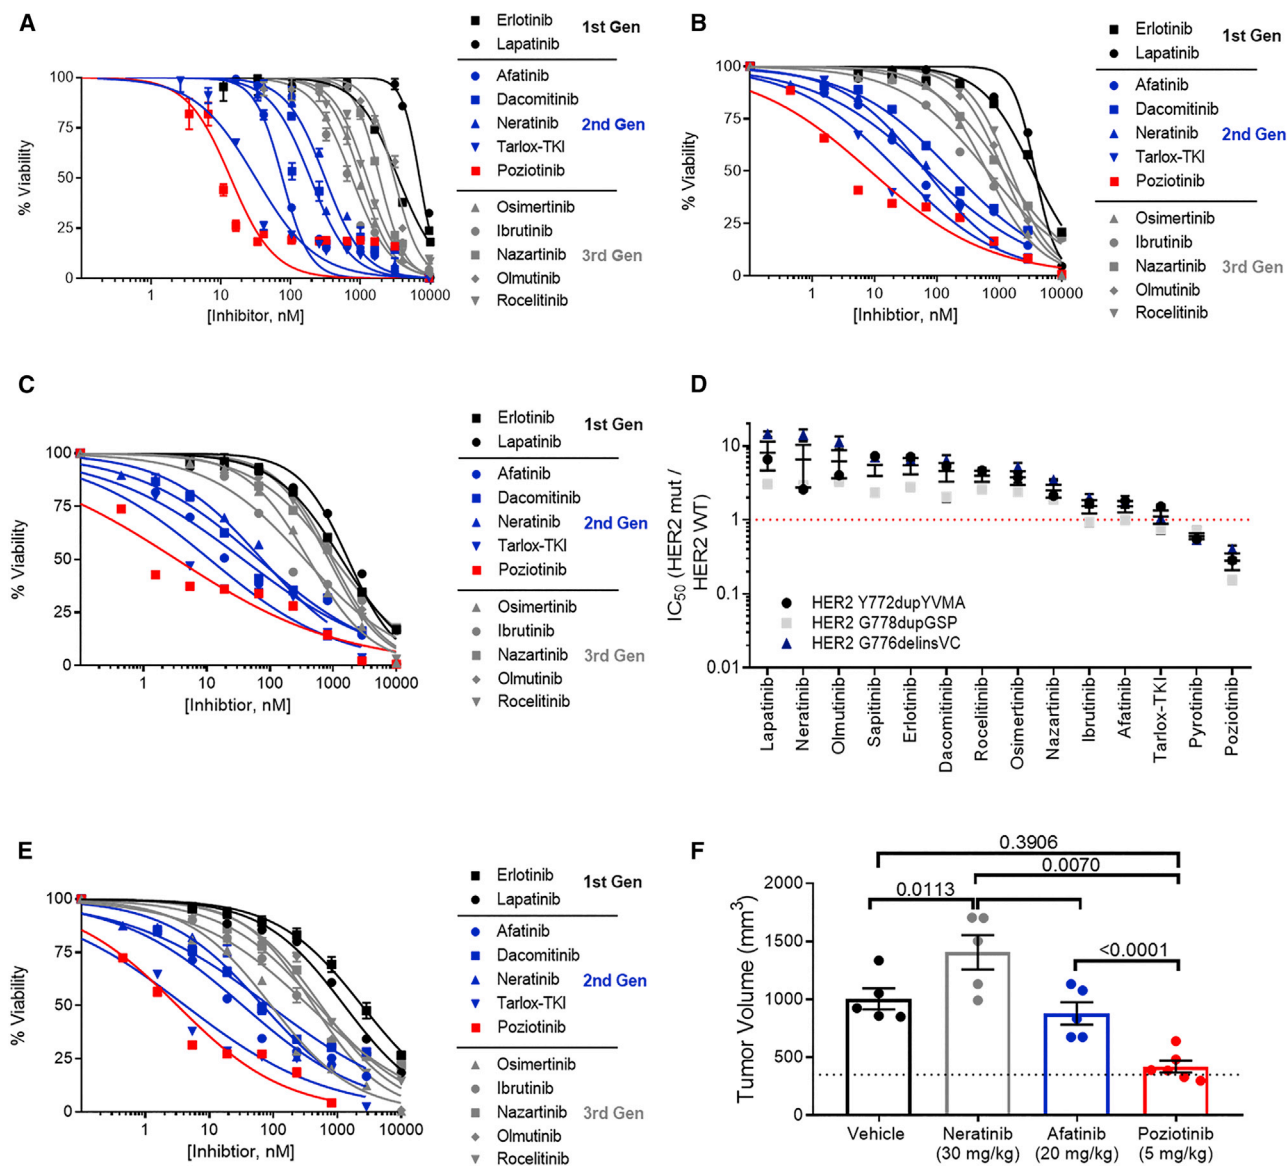 A
Erlotinib
Lapatinib
1st Gen
Afatinib
Dacomitinib
Neratinib
Tarlox-TKI
Poziotinib
2nd Gen
Osimertinib
Ibrutinib
Nazartinib
Olmutinib
Rocelitinib
3rd Gen
% Viability
100
75
50
25
0
1
10
100
1000
10000
[Inhibitor, nM]
B
Erlotinib
Lapatinib
1st Gen
Afatinib
Dacomitinib
Neratinib
Tarlox-TKI
Poziotinib
2nd Gen
Osimertinib
Ibrutinib
Nazartinib
Olmutinib
Rocelitinib
3rd Gen
% Viability
100
75
50
25
0
1
10
100
1000
10000
[Inhibtior, nM]
C
Erlotinib
Lapatinib
1st Gen
Afatinib
Dacomitinib
Neratinib
Tarlox-TKI
Poziotinib
2nd Gen
Osimertinib
Ibrutinib
Nazartinib
Olmutinib
Rocelitinib
3rd Gen
% Viability
100
75
50
25
0
1
10
100
1000
10000
[Inhibtior, nM]
D
IC50 (HER2 mut /
HER2 WT)
10
1
0.1
0.01
HER2 Y772dupYVMA
HER2 G778dupGSP
HER2 G776delinsVC
Lapatinib
Neratinib
Olmutinib
Sapitinib
Erlotinib
Dacomitinib
Rocelitinib
Osimertinib
Nazartinib
Ibrutinib
Afatinib
Tarlox-TKI
Pyrotinib
Poziotinib
E
Erlotinib
Lapatinib
1st Gen
Afatinib
Dacomitinib
Neratinib
Tarlox-TKI
Poziotinib
2nd Gen
Osimertinib
Ibrutinib
Nazartinib
Olmutinib
Rocelitinib
3rd Gen
% Viability
100
75
50
25
0
1
10
100
1000
10000
[Inhibtior, nM]
F
0.3906
0.0070
0.0113
<0.0001
Tumor Volume (mm3)
2000
1500
1000
500
0
Vehicle
Neratinib
(30 mg/kg)
Afatinib
(20 mg/kg)
Poziotinib
(5 mg/kg)